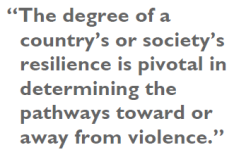 “The degree of a
country’s or society’s
resilience is pivotal in
determining the
pathways toward or
away from violence.”